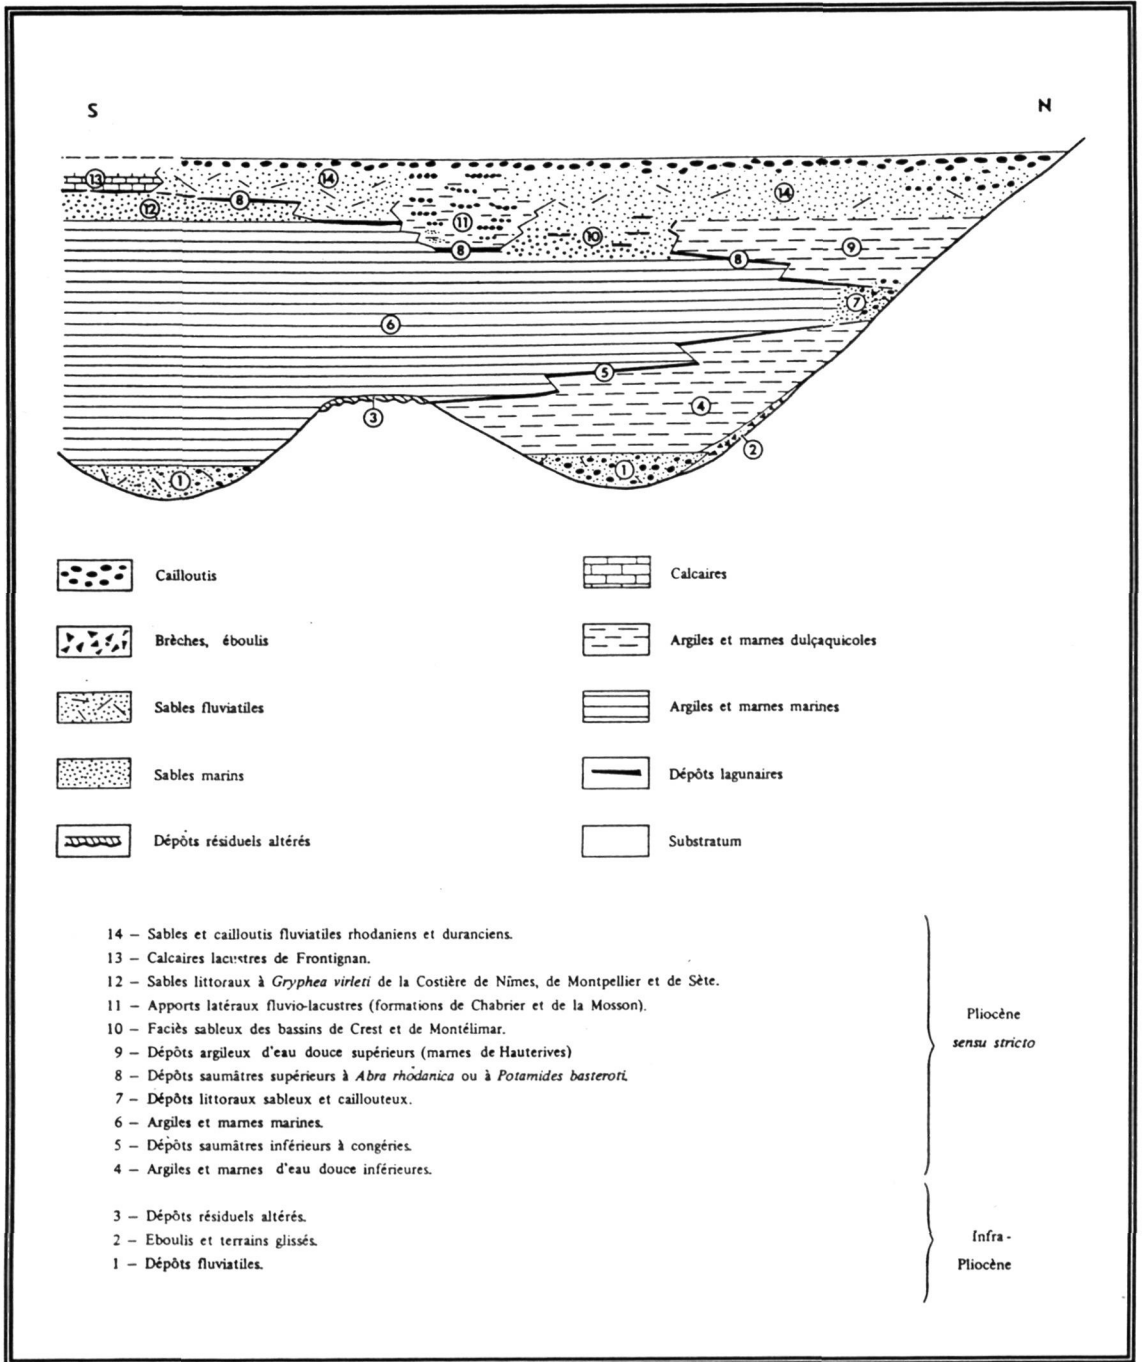 S N
13 14 14
8
12
11
10 9
8 8
7
6
5
4
3
2
1 1
Cailloutis
Calcaires
Brèches, éboulis
Argiles et marnes dulçaquicoles
Sables fluviatiles
Argiles et marnes marines
Sables marins
Dépôts lagunaires
Dépôts résiduels altérés
Substratum
14 – Sables et cailloutis fluviatiles rhodaniens et duranciens.
13 – Calcaires lacustres de Frontignan.
12 – Sables littoraux à Gryphea virleti de la Costière de Nîmes, de Montpellier et de Sète.
11 – Apports latéraux fluvio-lacustres (formations de Chabrier et de la Mosson).
10 – Faciès sableux des bassins de Crest et de Montélimar.
9 – Dépôts argileux d'eau douce supérieurs (marnes de Hauterives)
8 – Dépôts saumâtres supérieurs à Abra rhodanica ou à Potamides basteroti.
7 – Dépôts littoraux sableux et caillouteux.
6 – Argiles et marnes marines.
5 – Dépôts saumâtres inférieurs à congéries.
4 – Argiles et marnes d'eau douce inférieures.
Pliocène
sensu stricto
3 – Dépôts résiduels altérés.
2 – Eboulis et terrains glissés.
1 – Dépôts fluviatiles.
Infra -
Pliocène